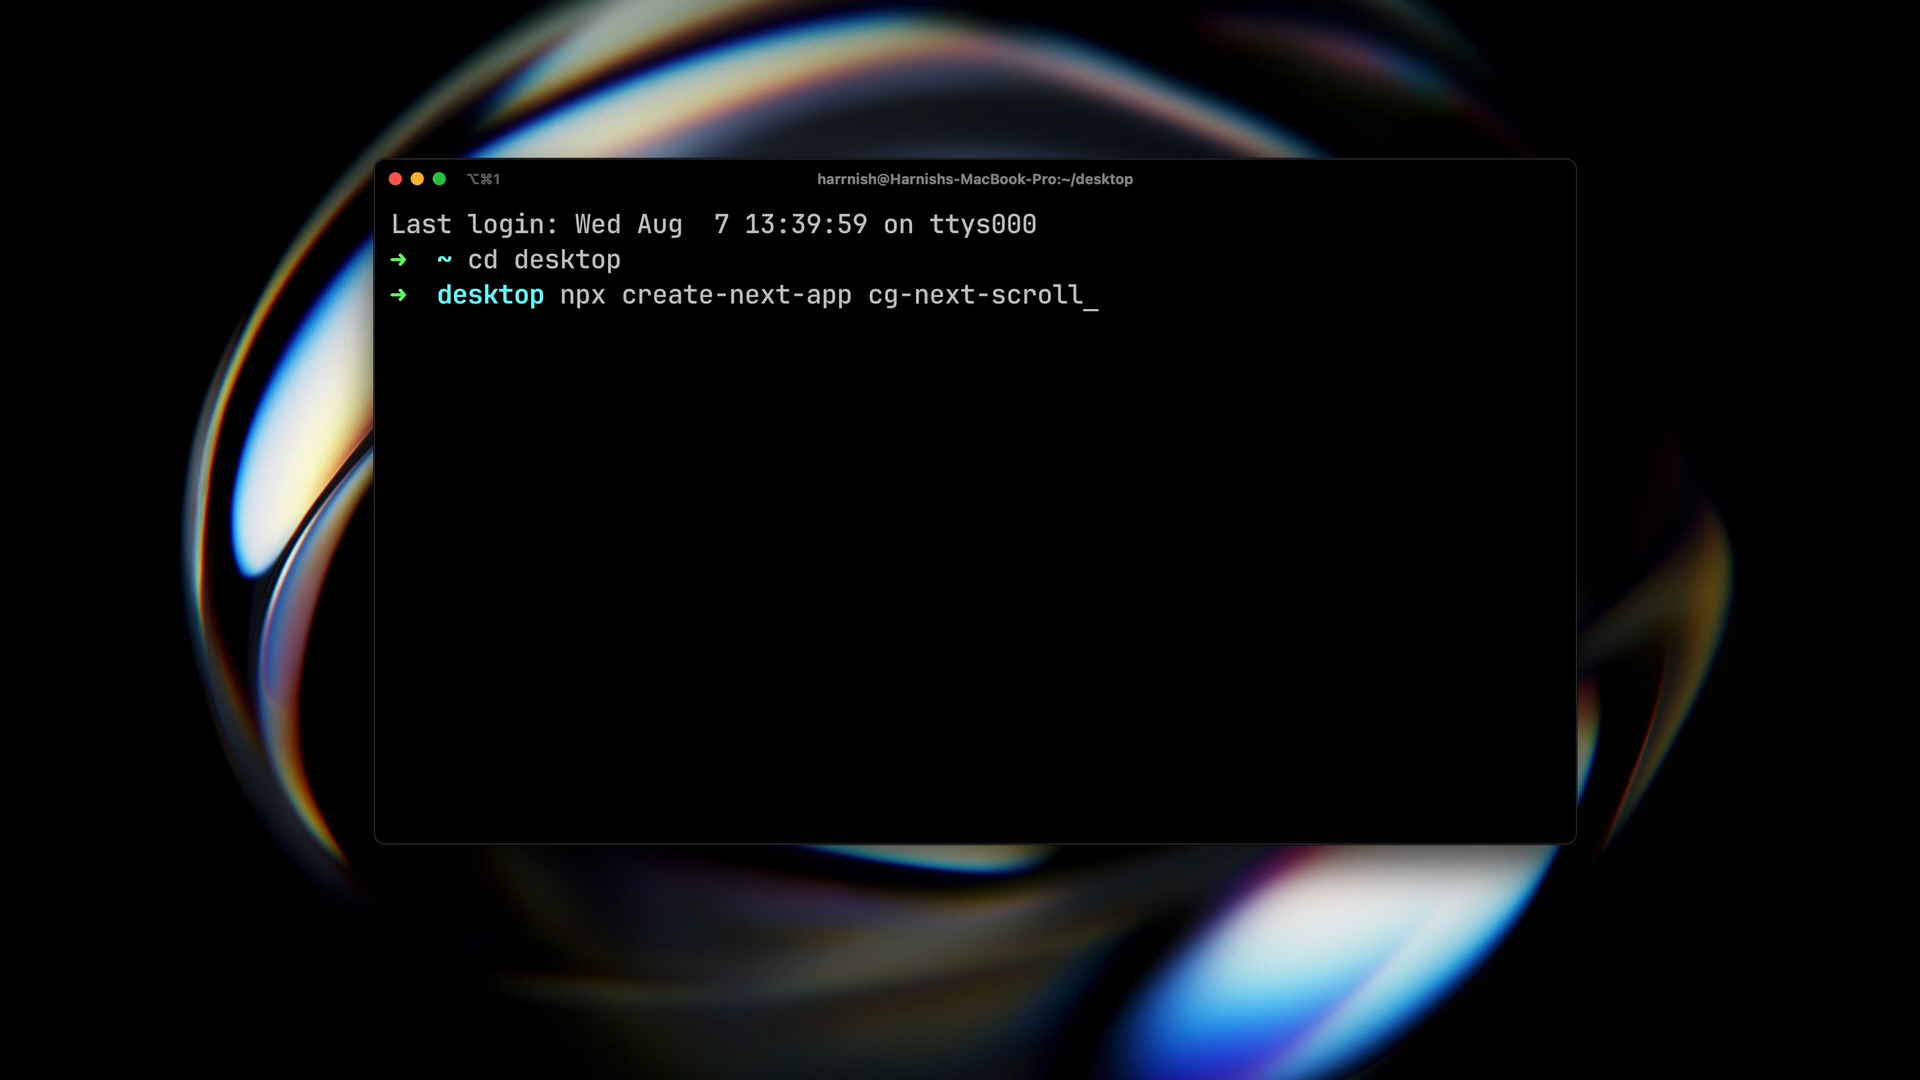 ⌥⌘1
harrnish@Harnishs-MacBook-Pro:~/desktop
Last login: Wed Aug  7 13:39:59 on ttys000
➜  ~ cd desktop
➜  desktop npx create-next-app cg-next-scroll_